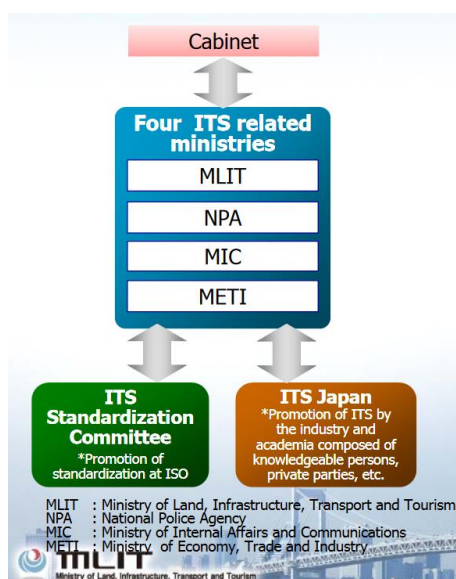 Cabinet
Four ITS related
ministries
MLIT
NPA
MIC
METI
ITS
Standardization
Committee
*Promotion of
standardization at ISO
ITS Japan
*Promotion of ITS by
the industry and
academia composed of
knowledgeable persons,
private parties, etc.
MLIT : Ministry of Land, Infrastructure, Transport and Tourism
NPA : National Police Agency
MIC : Ministry of Internal Affairs and Communications
METI : Ministry of Economy, Trade and Industry
MLIT
Ministry of Land, Infrastructure, Transport and Tourism